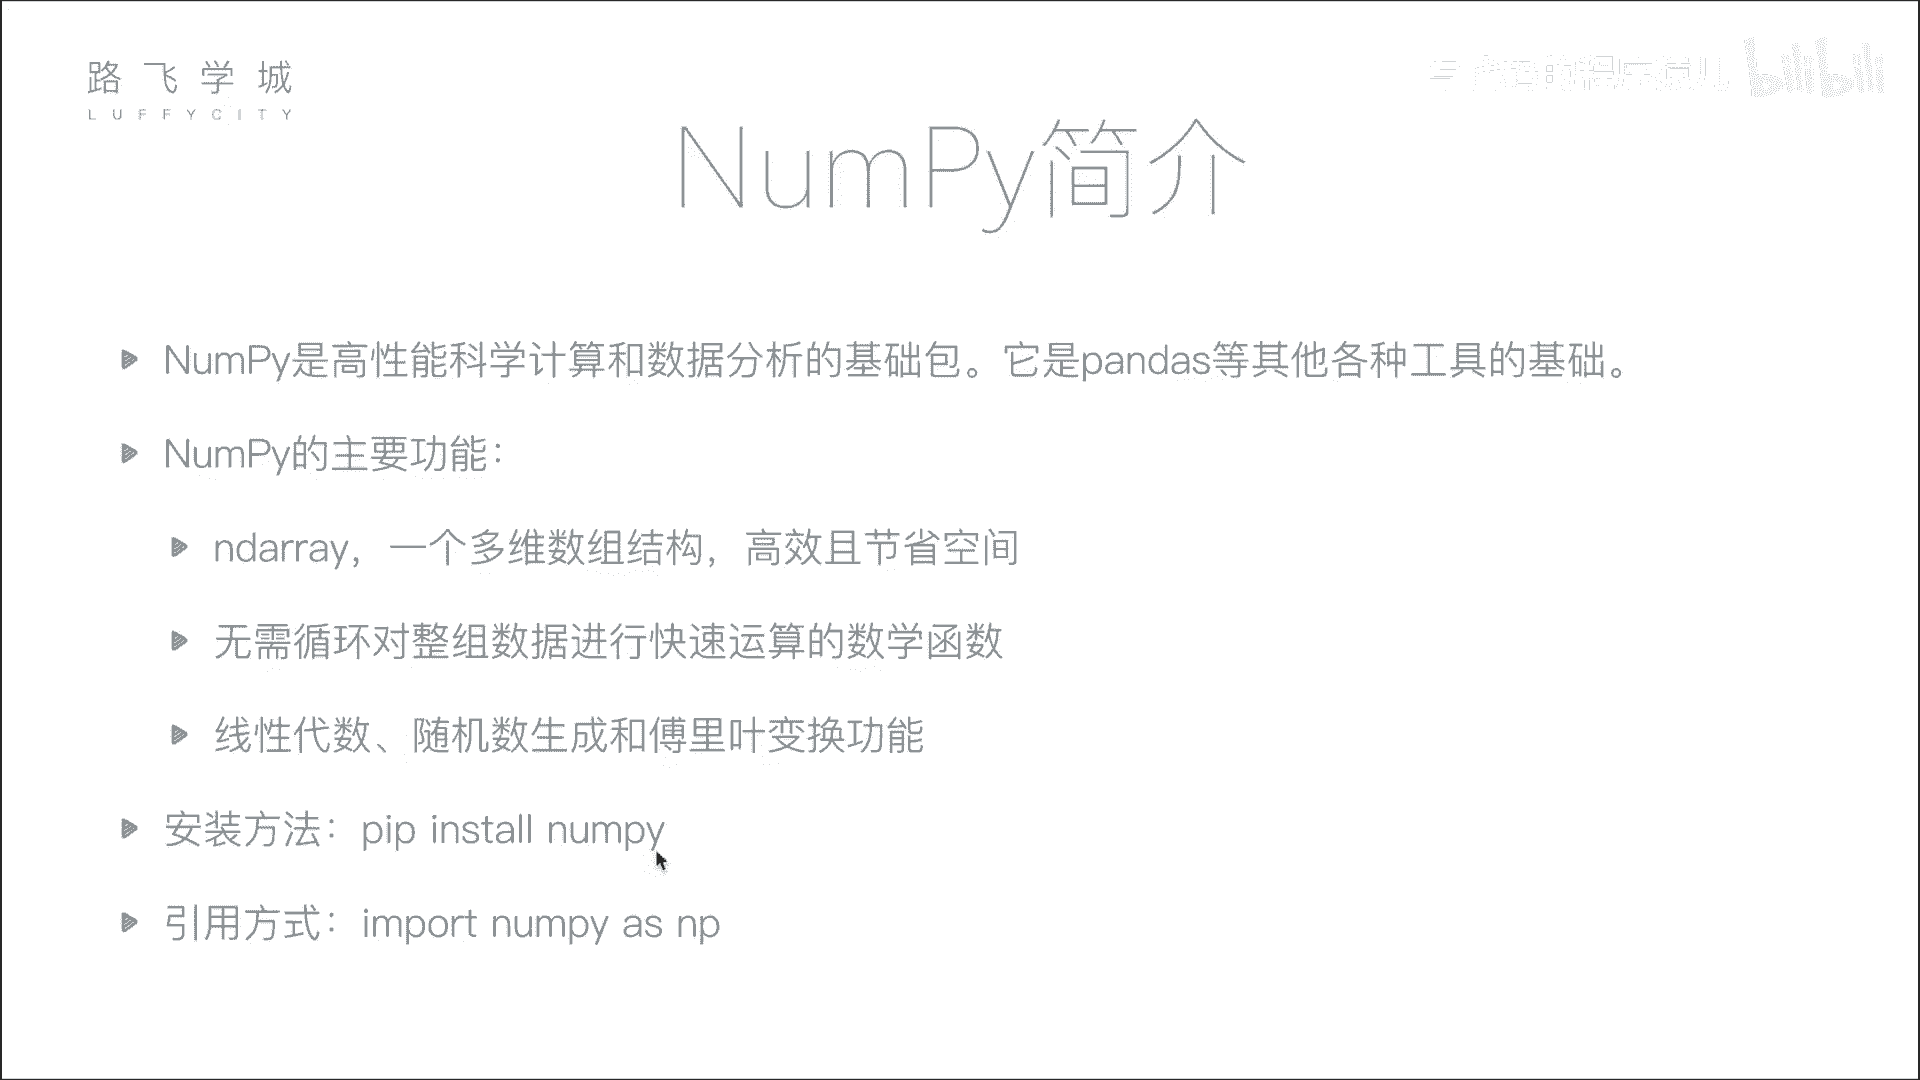 路飞学城
LUFFYCITY
bilibili
NumPy简介
NumPy是高性能科学计算和数据分析的基础包。它是pandas等其他各种工具的基础。
NumPy的主要功能：
ndarray，一个多维数组结构，高效且节省空间
无需循环对整组数据进行快速运算的数学函数
线性代数、随机数生成和傅里叶变换功能
安装方法：pip install numpy
引用方式：import numpy as np